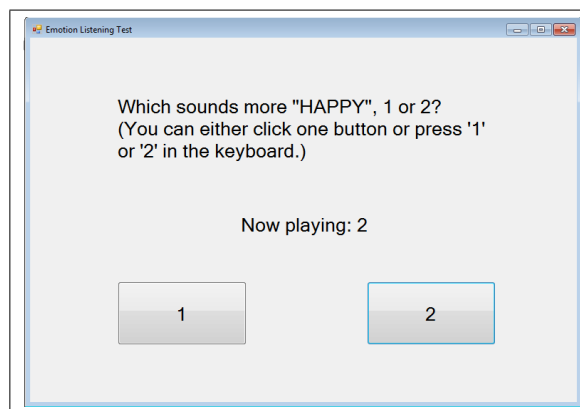 Emotion Listening Test
Which sounds more "HAPPY", 1 or 2?
(You can either click one button or press '1'
or '2' in the keyboard.)
Now playing: 2
1 2